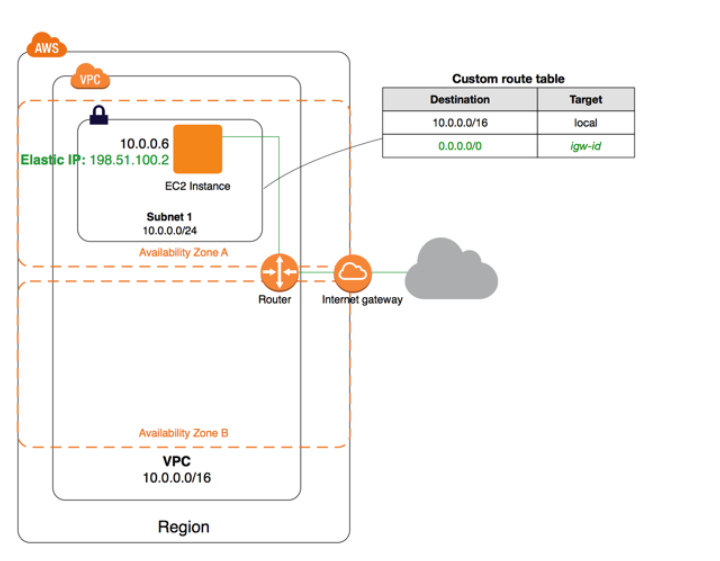 AWS
VPC
Custom route table
Destination Target
10.0.0.0/16 local
0.0.0.0/0 igw-id
10.0.0.6
Elastic IP: 198.51.100.2
EC2 Instance
Subnet 1
10.0.0.0/24
Availability Zone A
Router
Internet gateway
Availability Zone B
VPC
10.0.0.0/16
Region